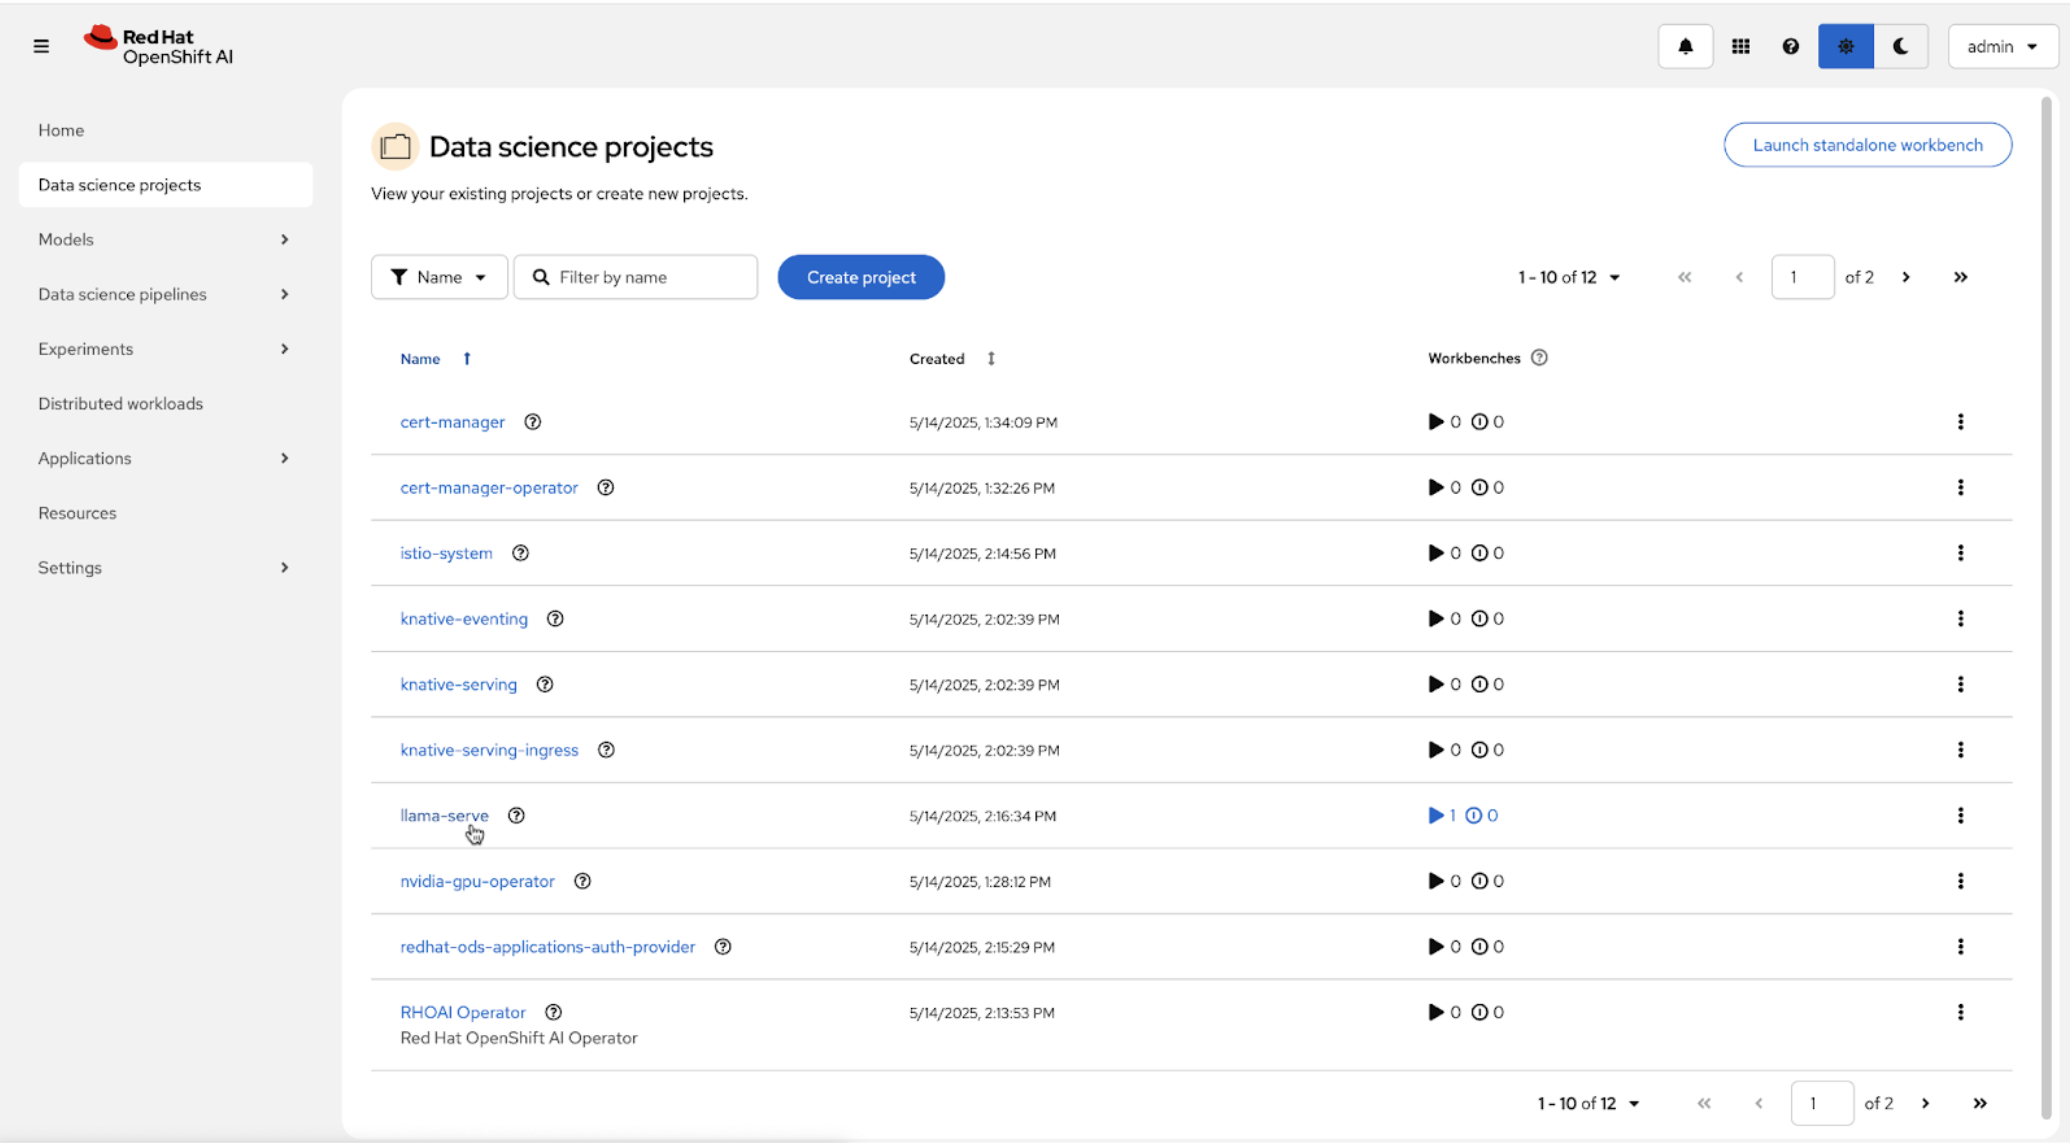 Red Hat
OpenShift AI
admin
Home
Data science projects
Models
Data science pipelines
Experiments
Distributed workloads
Applications
Resources
Settings
Data science projects
Launch standalone workbench
View your existing projects or create new projects.
Name Filter by name Create project 1 - 10 of 12 1 of 2
Name Created Workbenches
cert-manager 5/14/2025, 1:34:09 PM 0 0
cert-manager-operator 5/14/2025, 1:32:26 PM 0 0
istio-system 5/14/2025, 2:14:56 PM 0 0
knative-eventing 5/14/2025, 2:02:39 PM 0 0
knative-serving 5/14/2025, 2:02:39 PM 0 0
knative-serving-ingress 5/14/2025, 2:02:39 PM 0 0
llama-serve 5/14/2025, 2:16:34 PM 1 0
nvidia-gpu-operator 5/14/2025, 1:28:12 PM 0 0
redhat-ods-applications-auth-provider 5/14/2025, 2:15:29 PM 0 0
RHOAI Operator 5/14/2025, 2:13:53 PM 0 0
Red Hat OpenShift AI Operator
1 - 10 of 12 1 of 2